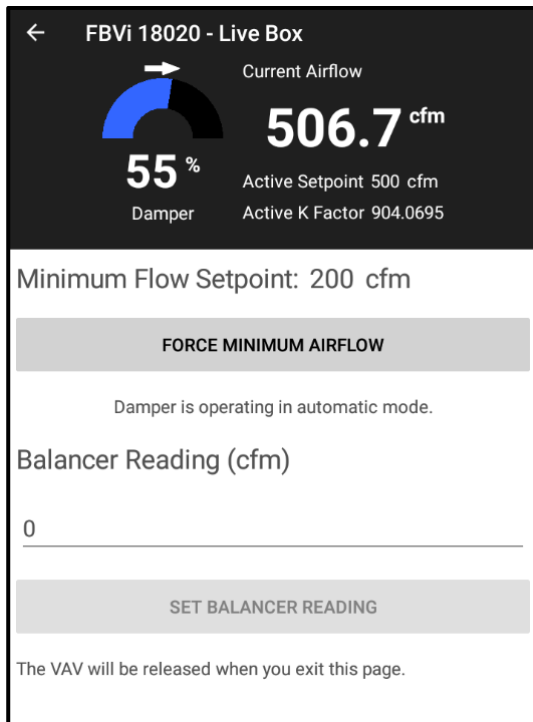 FBVi 18020 - Live Box
Current Airflow
506.7 cfm
55 %
Active Setpoint 500 cfm
Damper
Active K Factor 904.0695
Minimum Flow Setpoint: 200 cfm
FORCE MINIMUM AIRFLOW
Damper is operating in automatic mode.
Balancer Reading (cfm)
0
SET BALANCER READING
The VAV will be released when you exit this page.